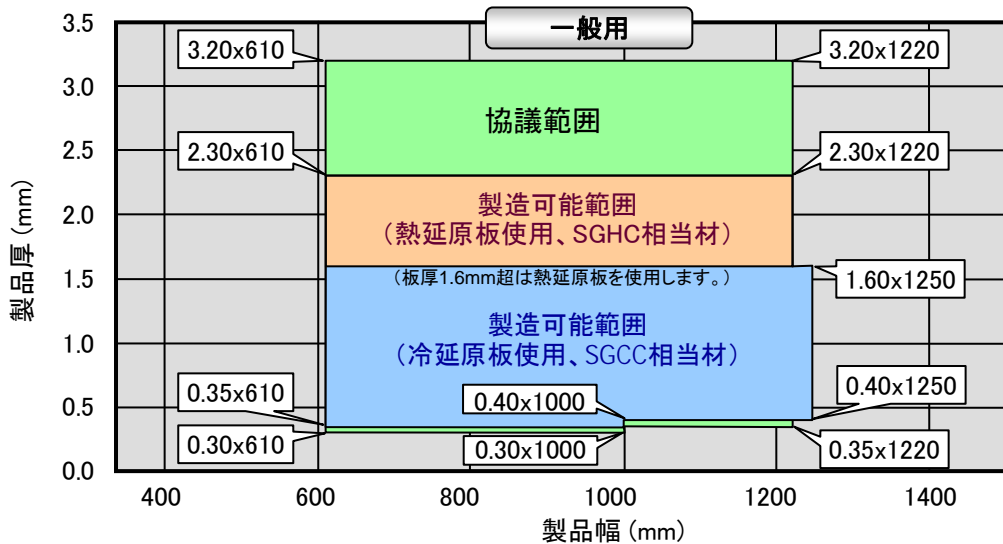 一般用
3.5
3.0
2.5
2.0
1.5
1.0
0.5
0.0
製品厚 (mm)
3.20x610
3.20x1220
協議範囲
2.30x610
2.30x1220
製造可能範囲
(熱延原板使用、SGHC相当材)
(板厚1.6mm超は熱延原板を使用します。)
1.60x1250
製造可能範囲
(冷延原板使用、SGCC相当材)
0.35x610
0.40x1000
0.40x1250
0.30x610
0.30x1000
0.35x1220
400
600
800
1000
1200
1400
製品幅 (mm)